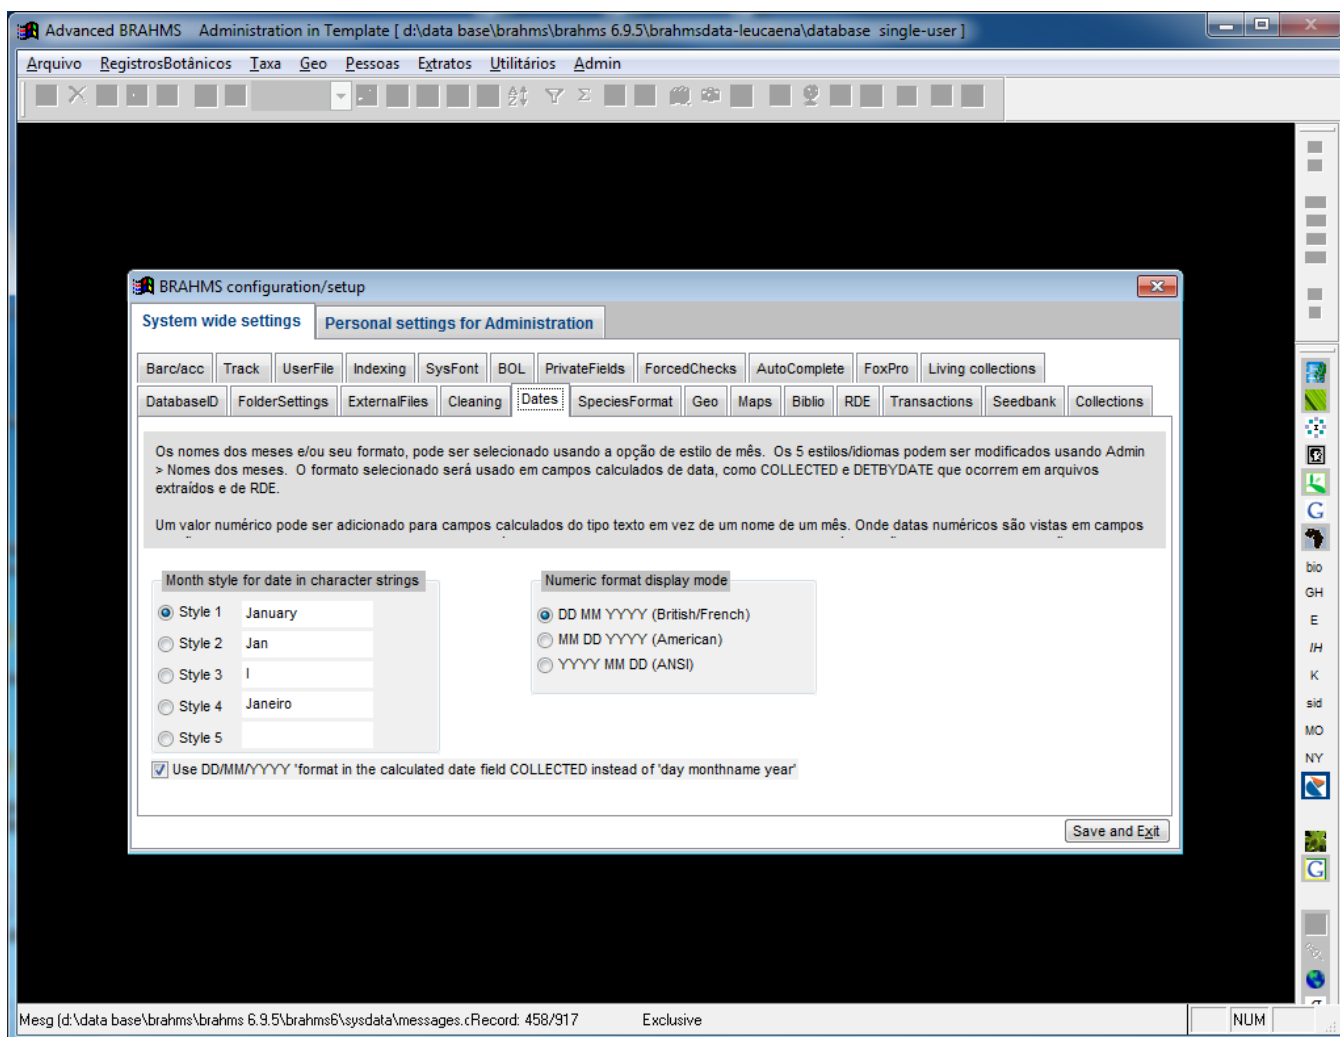 Advanced BRAHMS Administration in Template [ d:\data base\brahms\brahms 6.9.5\brahmsdata-leucaena\database single-user ]
Arquivo RegistrosBotânicos Taxa Geo Pessoas Extratos Utilitários Admin
BRAHMS configuration/setup
System wide settings Personal settings for Administration
Barc/acc Track UserFile Indexing SysFont BOL PrivateFields ForcedChecks AutoComplete FoxPro Living collections
DatabaseID FolderSettings ExternalFiles Cleaning Dates SpeciesFormat Geo Maps Biblio RDE Transactions Seedbank Collections
Os nomes dos meses e/ou seu formato, pode ser selecionado usando a opção de estilo de mês. Os 5 estilos/idiomas podem ser modificados usando Admin
> Nomes dos meses. O formato selecionado será usado em campos calculados de data, como COLLECTED e DETBYDATE que ocorrem em arquivos
extraídos e de RDE.
Um valor numérico pode ser adicionado para campos calculados do tipo texto em vez de um nome de um mês. Onde datas numéricos são vistas em campos
Month style for date in character strings
Style 1 January
Style 2 Jan
Style 3 I
Style 4 Janeiro
Style 5
Numeric format display mode
DD MM YYYY (British/French)
MM DD YYYY (American)
YYYY MM DD (ANSI)
Use DD/MM/YYYY 'format in the calculated date field COLLECTED instead of 'day monthname year'
Save and Exit
G
bio
GH
E
IH
K
sid
MO
NY
G
Mesg (d:\data base\brahms\brahms 6.9.5\brahms6\sysdata\messages.cRecord: 458/917 Exclusive NUM